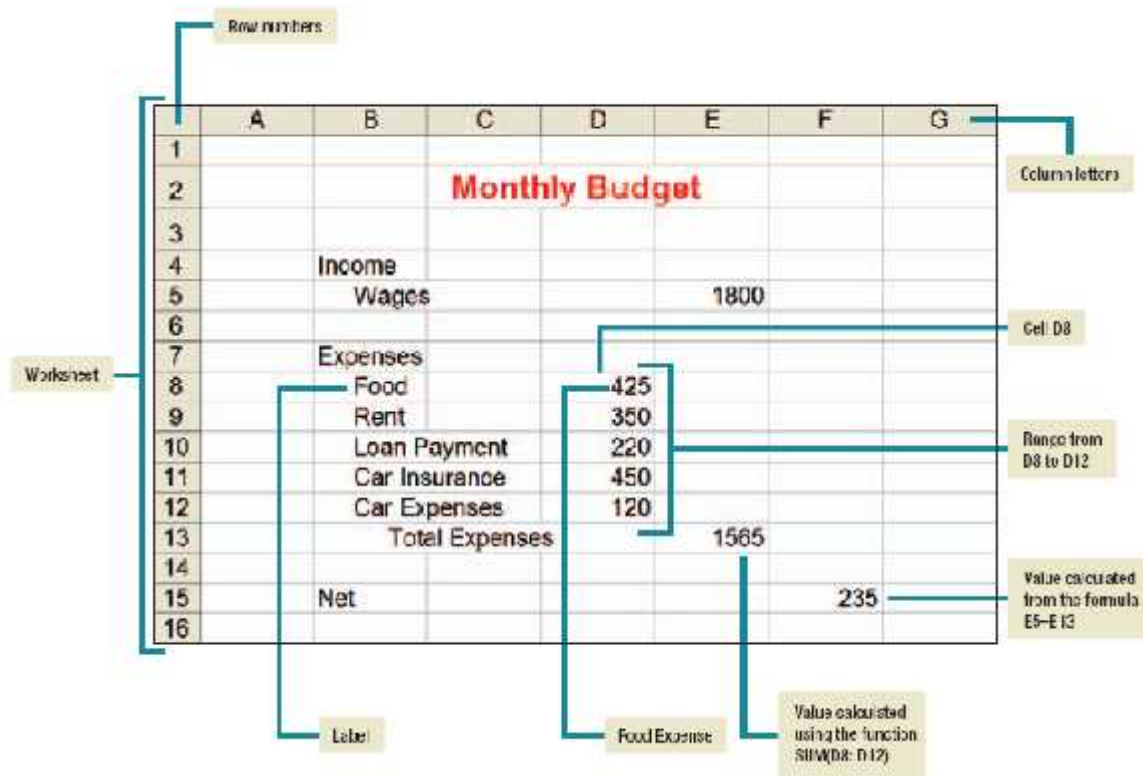 Row numbers
A B C D E F G
Column letters
1
2 Monthly Budget
3
4 Income
5 Wages 1800
6
Cell D8
7 Expenses
Worksheet
8 Food 425
9 Rent 350
10 Loan Payment 220
Range from
D8 to D12
11 Car Insurance 450
12 Car Expenses 120
13 Total Expenses 1565
14
15 Net 235
16
Value calculated
from the formula
E5–E13
Label
Food Expense
Value calculated
using the function
SUM(D8: D12)